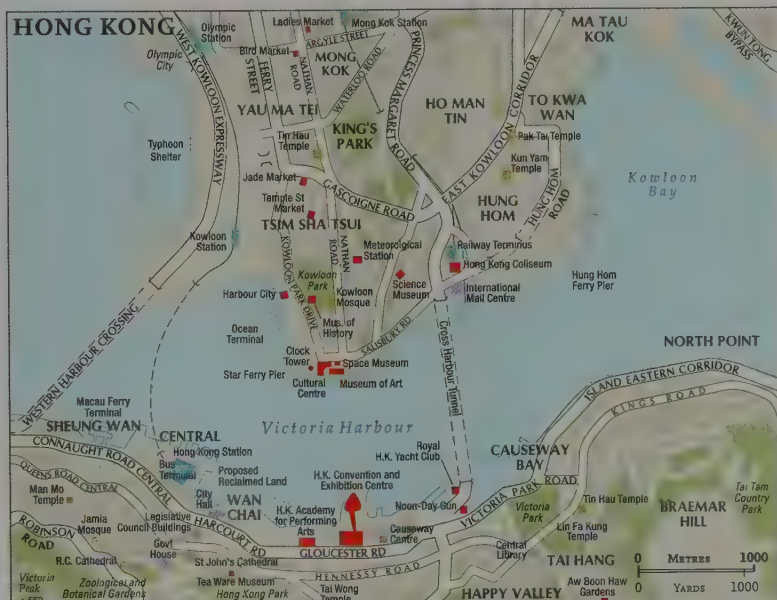 HONG KONG
Olympic
Station
Ladies Market
Mong Kok Station
MA TAU
KOK
KWUN TONG
BYPASS
Olympic
City
WEST KOWLOON EXPRESSWAY
FERRY
STREET
Bird Market
NATHAN
ROAD
ARGYLE STREET
MONG
KOK
WATERLOO ROAD
PRINCESS MARGARET ROAD
YAU MA TEI
HO MAN
TIN
EAST KOWLOON CORRIDOR
TO KWA
WAN
Typhoon
Shelter
Tin Hau
Temple
KING'S
PARK
Pak Tai Temple
Kun Yam
Temple
Kowloon
Bay
Jade Market
GASCOIGNE ROAD
Temple St
Market
HUNG
HOM
HUNG HOM
ROAD
TSIM SHA TSUI
Kowloon
Station
KOWLOON PARK DRIVE
NATHAN
ROAD
Meteorolgical
Station
Railway Terminus
Hong Kong Coliseum
Kowloon
Park
Science
Museum
International
Mail Centre
Hung Hom
Ferry Pier
Harbour City
Kowloon
Mosque
WESTERN HARBOUR CROSSING
Ocean
Terminal
Mus. of
History
SALISBURY RD
Cross Harbour Tunnel
NORTH POINT
Clock
Tower
Space Museum
Star Ferry Pier
Cultural
Centre
Museum of Art
ISLAND EASTERN CORRIDOR
KINGS ROAD
Macau Ferry
Terminal
SHEUNG WAN
Victoria Harbour
CENTRAL
CONNAUGHT ROAD CENTRAL
Hong Kong Station
Bus
Terminal
Royal
H.K. Yacht Club
CAUSEWAY
BAY
QUEENS ROAD CENTRAL
Proposed
Reclaimed Land
H.K. Convention and
Exhibition Centre
VICTORIA PARK ROAD
Tai Tam
Country
Park
Man Mo
Temple
City
Hall
WAN
CHAI
H.K. Academy
for Performing
Arts
Noon-Day Gun
Victoria
Park
Tin Hau Temple
BRAEMAR
HILL
Jamia
Mosque
Legislative
Council Buildings
HARCOURT RD
Causeway
Centre
Lin Fa Kung
Temple
ROBINSON
ROAD
Govt
House
GLOUCESTER RD
Central
Library
TAI HANG
0 METRES 1000
R.C. Cathedral
St John's Cathedral
HENNESSY ROAD
Victoria
Peak
Zoological and
Botanical Gardens
Tea Ware Museum
Hong Kong Park
Tai Wong
Temple
HAPPY VALLEY
Aw Boon Haw
Gardens
0 YARDS 1000